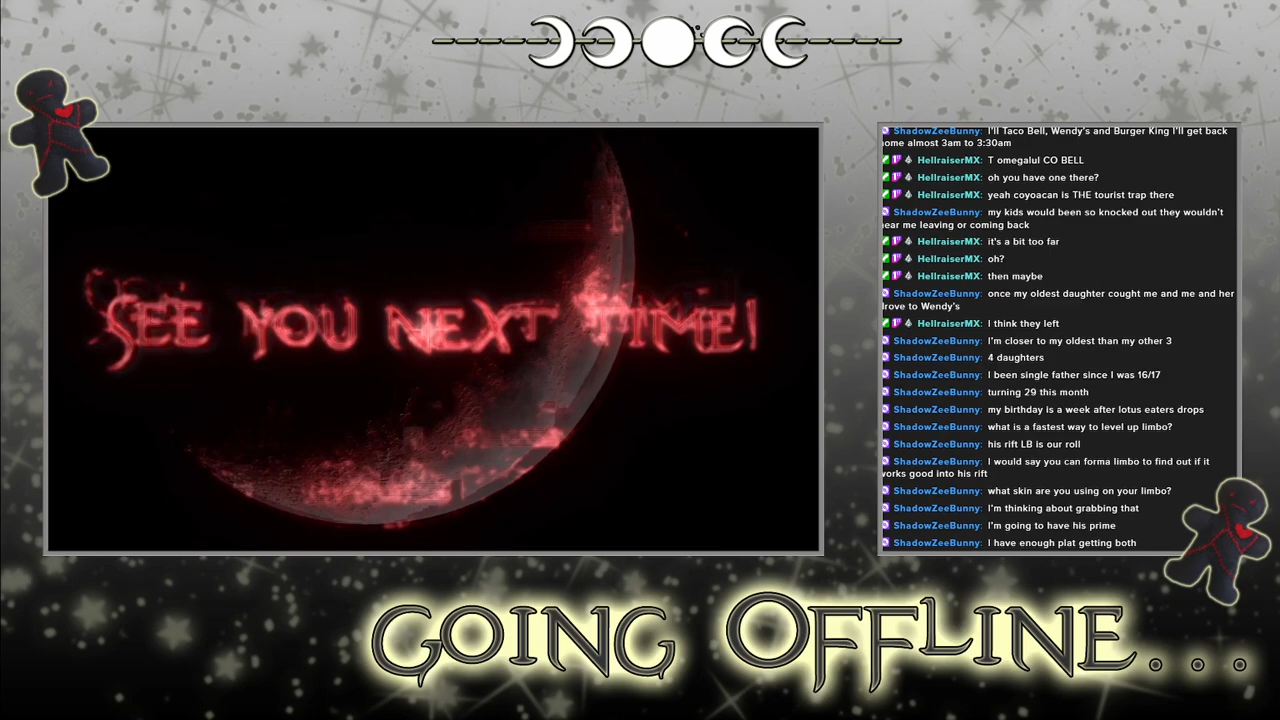 SEE YOU NEXT TIME!
ShadowZeeBunny: I'll Taco Bell, Wendy's and Burger King I'll get back
ome almost 3am to 3:30am
HellraiserMX: T omegalul CO BELL
HellraiserMX: oh you have one there?
HellraiserMX: yeah coyoacan is THE tourist trap there
ShadowZeeBunny: my kids would been so knocked out they wouldn't
ear me leaving or coming back
HellraiserMX: it's a bit too far
HellraiserMX: oh?
HellraiserMX: then maybe
ShadowZeeBunny: once my oldest daughter cought me and me and her
rove to Wendy's
HellraiserMX: I think they left
ShadowZeeBunny: I'm closer to my oldest than my other 3
ShadowZeeBunny: 4 daughters
ShadowZeeBunny: I been single father since I was 16/17
ShadowZeeBunny: turning 29 this month
ShadowZeeBunny: my birthday is a week after lotus eaters drops
ShadowZeeBunny: what is a fastest way to level up limbo?
ShadowZeeBunny: his rift LB is our roll
ShadowZeeBunny: I would say you can forma limbo to find out if it
works good into his rift
ShadowZeeBunny: what skin are you using on your limbo?
ShadowZeeBunny: I'm thinking about grabbing that
ShadowZeeBunny: I'm going to have his prime
ShadowZeeBunny: I have enough plat getting both
GOING OFFLINE...